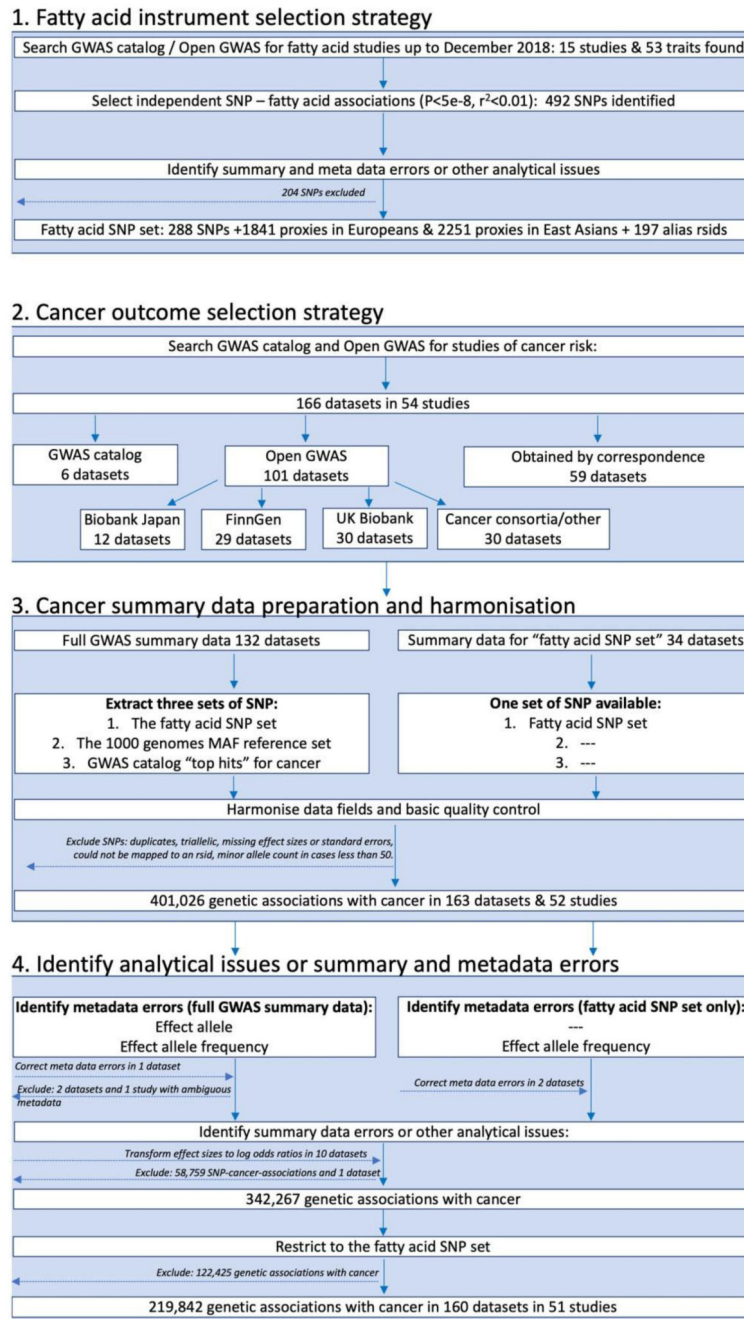 1. Fatty acid instrument selection strategy
Search GWAS catalog / Open GWAS for fatty acid studies up to December 2018: 15 studies & 53 traits found
Select independent SNP – fatty acid associations (P<5e-8, r²<0.01): 492 SNPs identified
Identify summary and meta data errors or other analytical issues
204 SNPs excluded
Fatty acid SNP set: 288 SNPs +1841 proxies in Europeans & 2251 proxies in East Asians + 197 alias rsids
2. Cancer outcome selection strategy
Search GWAS catalog and Open GWAS for studies of cancer risk:
166 datasets in 54 studies
GWAS catalog
6 datasets
Open GWAS
101 datasets
Obtained by correspondence
59 datasets
Biobank Japan
12 datasets
FinnGen
29 datasets
UK Biobank
30 datasets
Cancer consortia/other
30 datasets
3. Cancer summary data preparation and harmonisation
Full GWAS summary data 132 datasets
Summary data for “fatty acid SNP set” 34 datasets
Extract three sets of SNP:
1. The fatty acid SNP set
2. The 1000 genomes MAF reference set
3. GWAS catalog “top hits” for cancer
One set of SNP available:
1. Fatty acid SNP set
2. ---
3. ---
Harmonise data fields and basic quality control
Exclude SNPs: duplicates, triallelic, missing effect sizes or standard errors,
could not be mapped to an rsid, minor allele count in cases less than 50.
401,026 genetic associations with cancer in 163 datasets & 52 studies
4. Identify analytical issues or summary and metadata errors
Identify metadata errors (full GWAS summary data):
Effect allele
Effect allele frequency
Identify metadata errors (fatty acid SNP set only):
---
Effect allele frequency
Correct meta data errors in 1 dataset
Exclude: 2 datasets and 1 study with ambiguous
metadata
Correct meta data errors in 2 datasets
Identify summary data errors or other analytical issues:
Transform effect sizes to log odds ratios in 10 datasets
Exclude: 58,759 SNP-cancer-associations and 1 dataset
342,267 genetic associations with cancer
Restrict to the fatty acid SNP set
Exclude: 122,425 genetic associations with cancer
219,842 genetic associations with cancer in 160 datasets in 51 studies